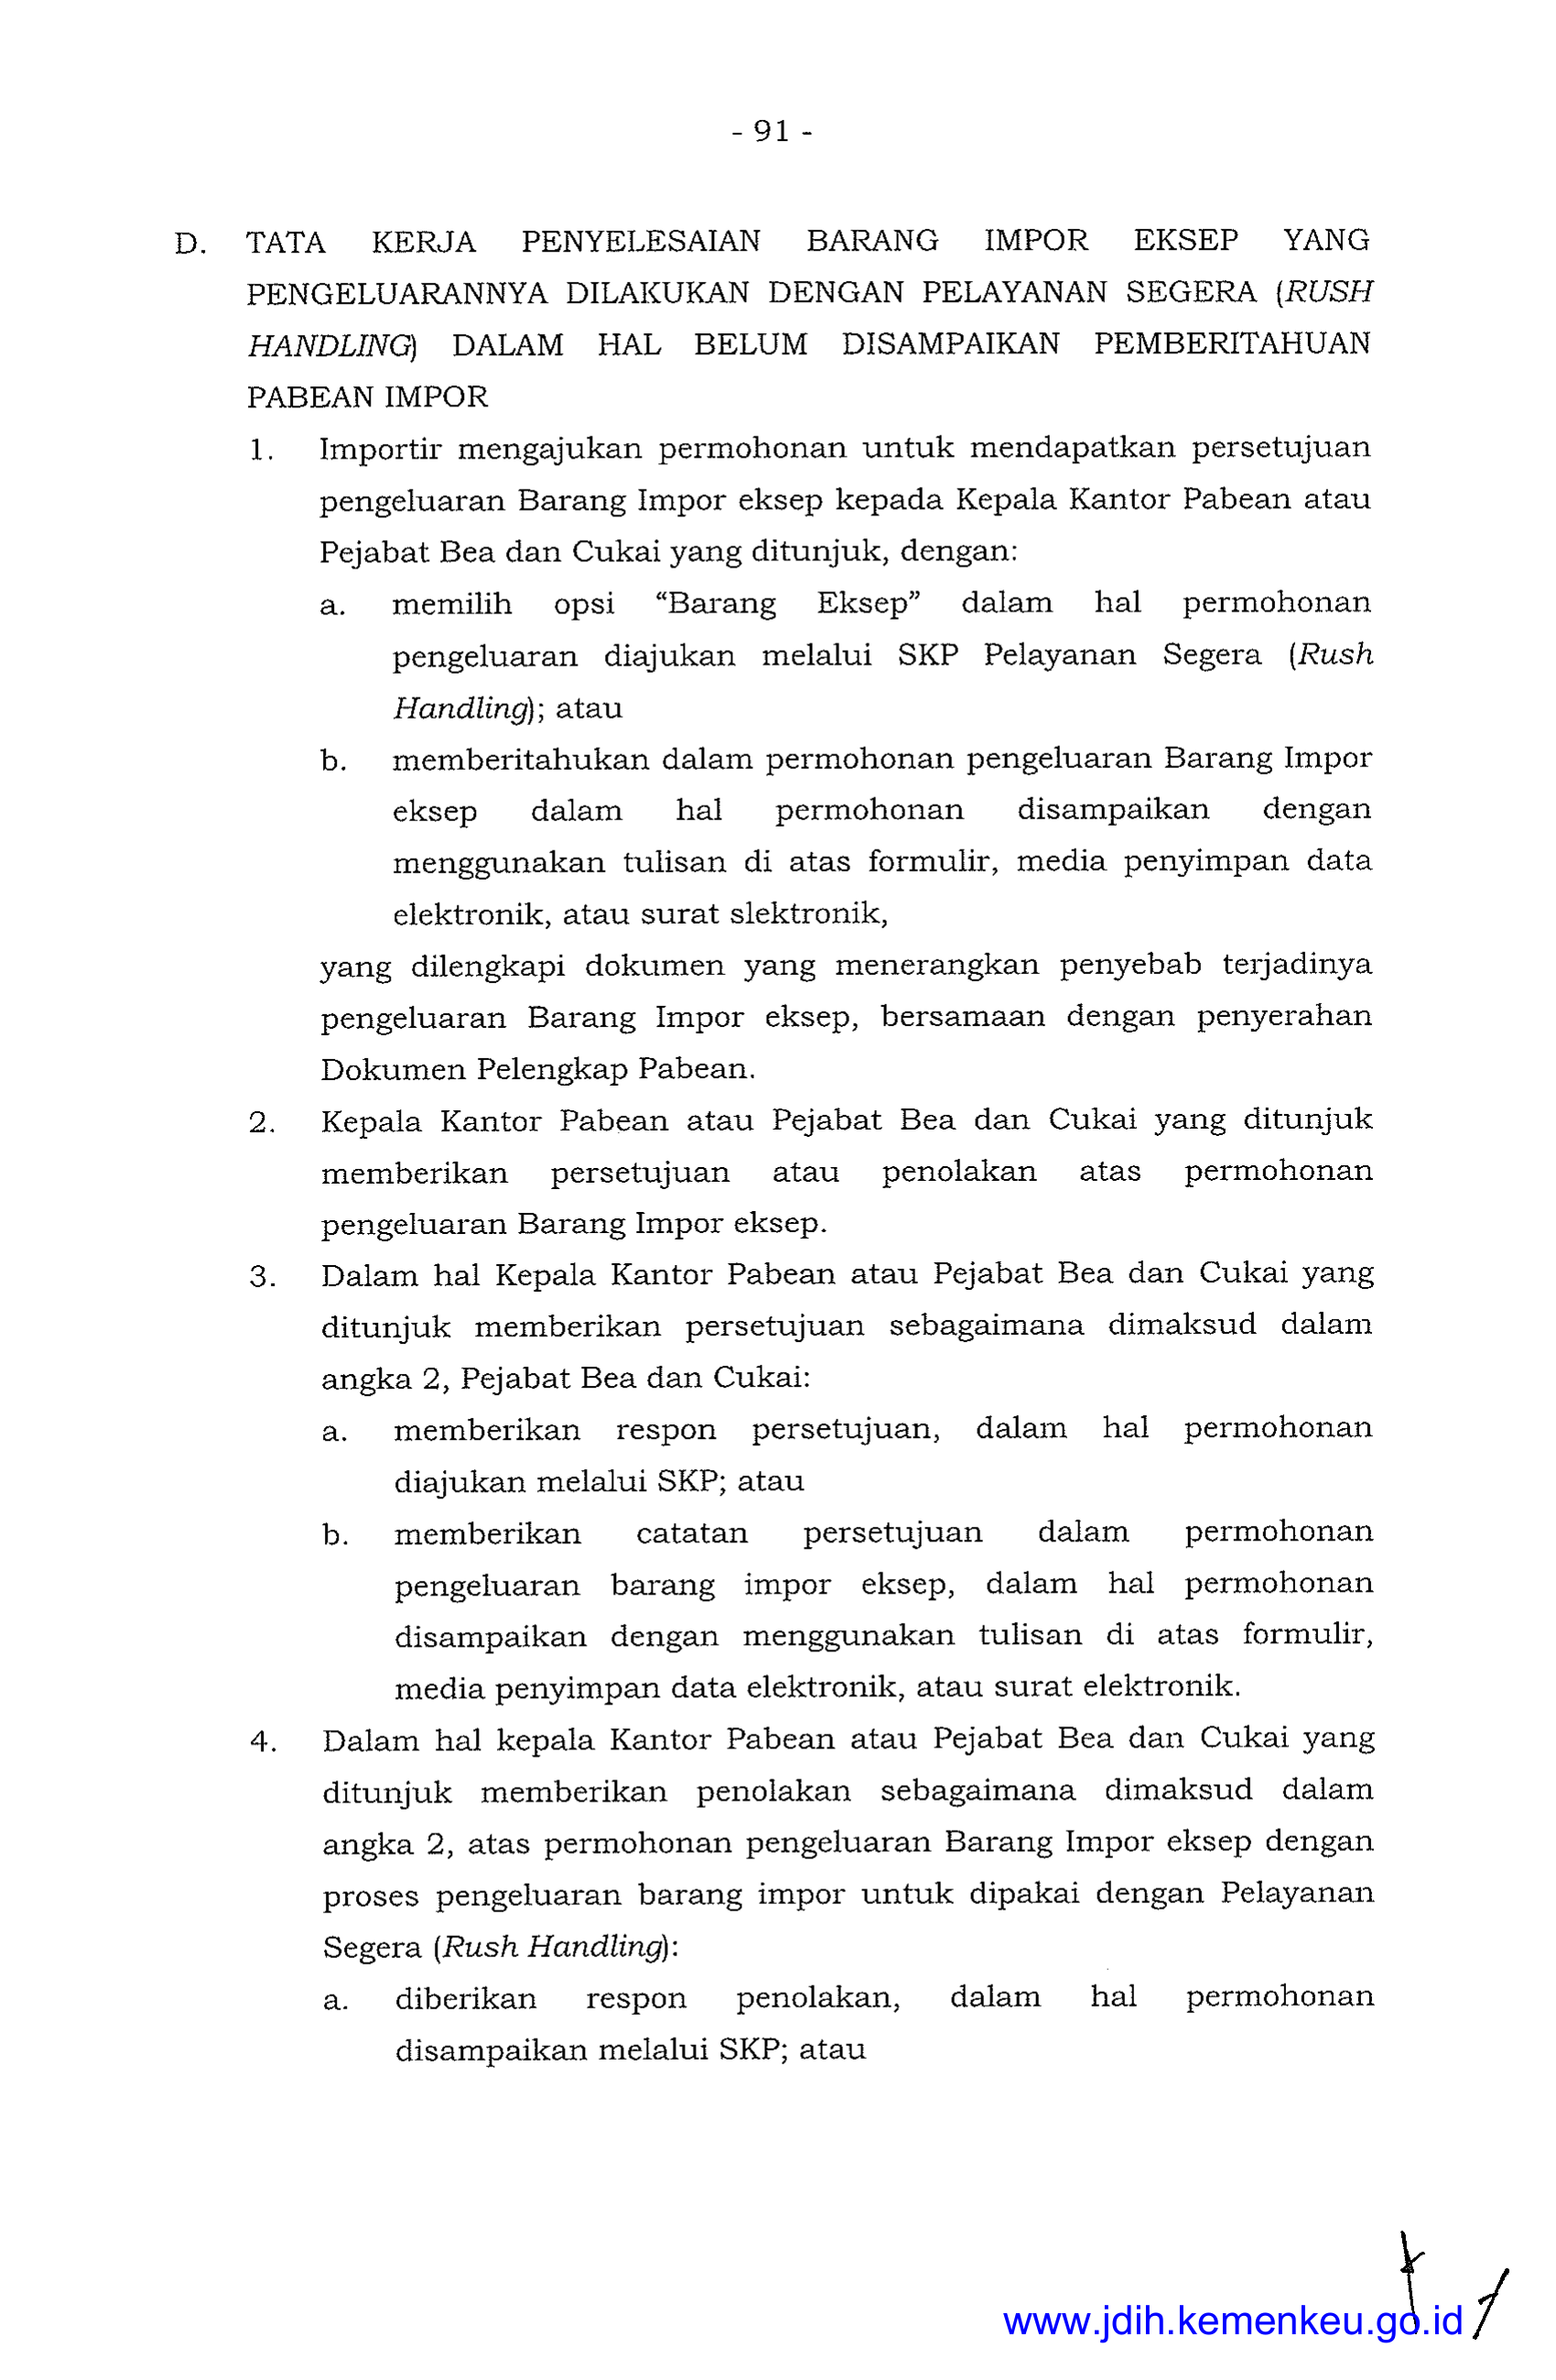 - 91 -
D. TATA KERJA PENYELESAIAN BARANG IMPOR EKSEP YANG
PENGELUARANNYA DILAKUKAN DENGAN PELAYANAN SEGERA (RUSH
HANDLING) DALAM HAL BELUM DISAMPAIKAN PEMBERITAHUAN
PABEAN IMPOR
1. Importir mengajukan permohonan untuk mendapatkan persetujuan
pengeluaran Barang Impor eksep kepada Kepala Kantor Pabean atau
Pejabat Bea dan Cukai yang ditunjuk, dengan:
a. memilih opsi “Barang Eksep” dalam hal permohonan
pengeluaran diajukan melalui SKP Pelayanan Segera (Rush
Handling); atau
b. memberitahukan dalam permohonan pengeluaran Barang Impor
eksep dalam hal permohonan disampaikan dengan
menggunakan tulisan di atas formulir, media penyimpan data
elektronik, atau surat slektronik,
yang dilengkapi dokumen yang menerangkan penyebab terjadinya
pengeluaran Barang Impor eksep, bersamaan dengan penyerahan
Dokumen Pelengkap Pabean.
2. Kepala Kantor Pabean atau Pejabat Bea dan Cukai yang ditunjuk
memberikan persetujuan atau penolakan atas permohonan
pengeluaran Barang Impor eksep.
3. Dalam hal Kepala Kantor Pabean atau Pejabat Bea dan Cukai yang
ditunjuk memberikan persetujuan sebagaimana dimaksud dalam
angka 2, Pejabat Bea dan Cukai:
a. memberikan respon persetujuan, dalam hal permohonan
diajukan melalui SKP; atau
b. memberikan catatan persetujuan dalam permohonan
pengeluaran barang impor eksep, dalam hal permohonan
disampaikan dengan menggunakan tulisan di atas formulir,
media penyimpan data elektronik, atau surat elektronik.
4. Dalam hal kepala Kantor Pabean atau Pejabat Bea dan Cukai yang
ditunjuk memberikan penolakan sebagaimana dimaksud dalam
angka 2, atas permohonan pengeluaran Barang Impor eksep dengan
proses pengeluaran barang impor untuk dipakai dengan Pelayanan
Segera (Rush Handling):
a. diberikan respon penolakan, dalam hal permohonan
disampaikan melalui SKP; atau
www.jdih.kemenkeu.go.id